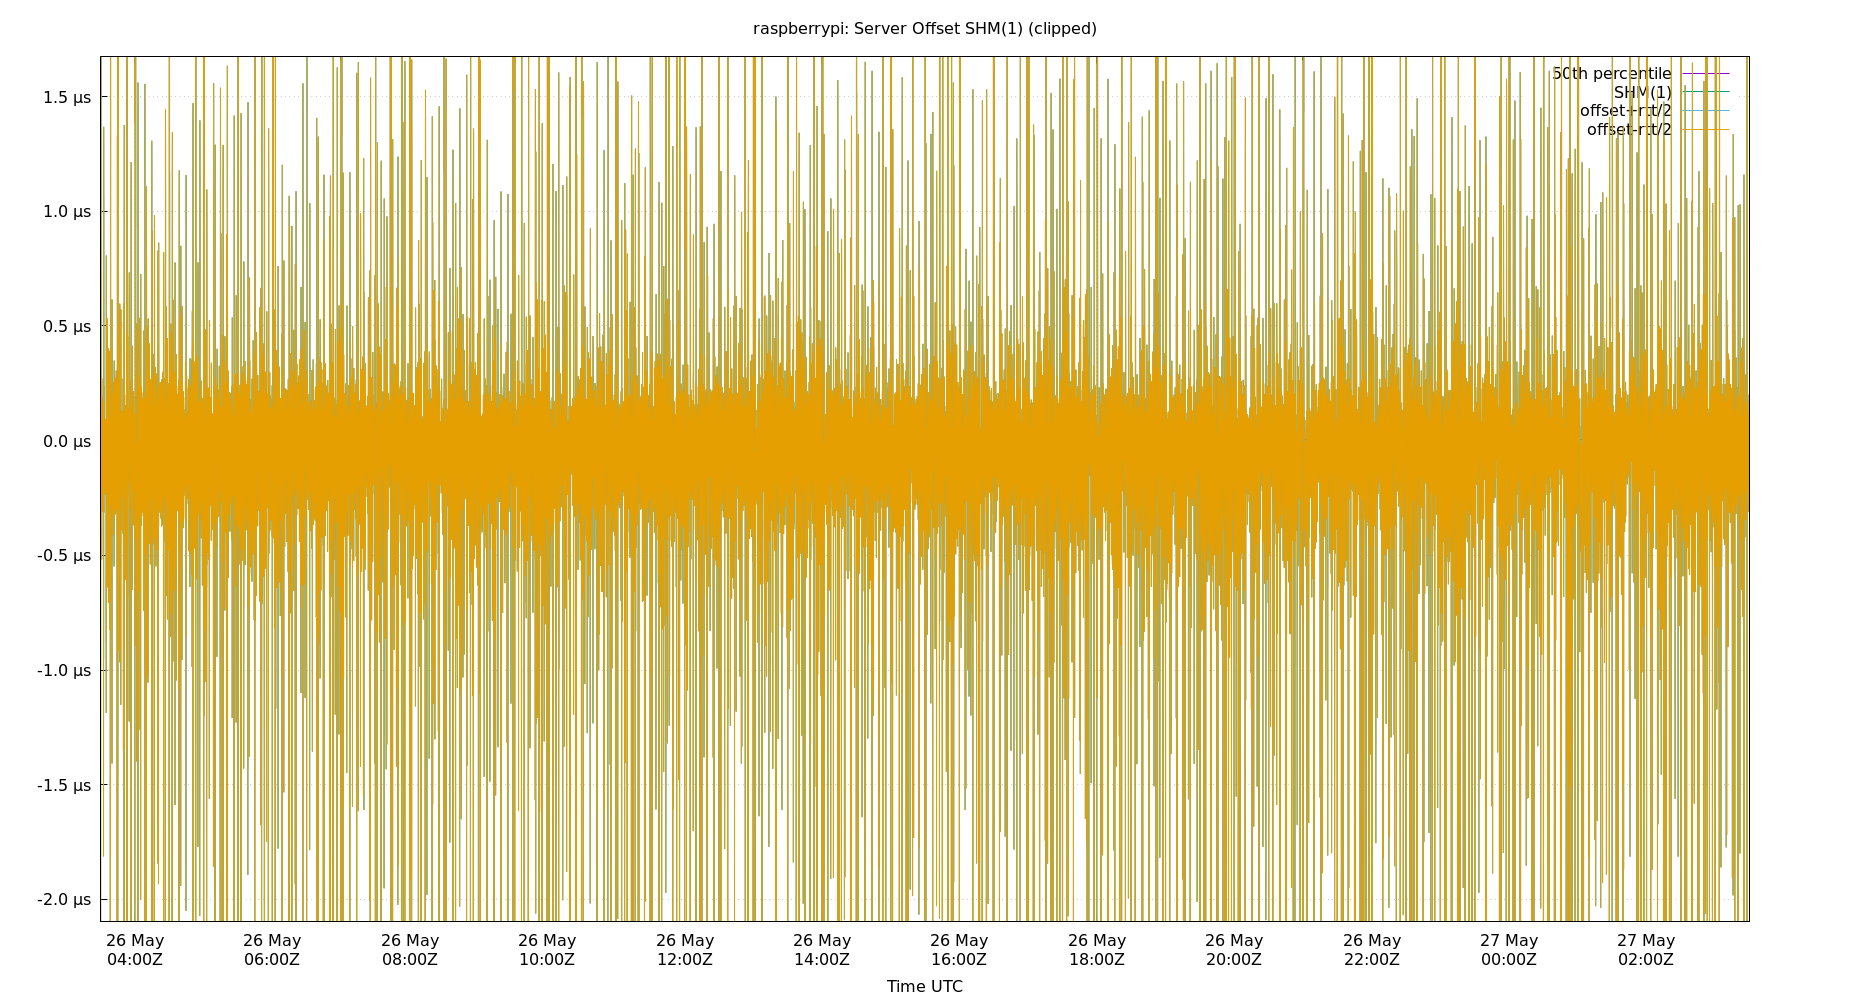 raspberrypi: Server Offset SHM(1) (clipped)
50th percentile
SHM(1)
offset+rtt/2
offset-rtt/2
1.5 µs
1.0 µs
0.5 µs
0.0 µs
-0.5 µs
-1.0 µs
-1.5 µs
-2.0 µs
26 May 26 May 26 May 26 May 26 May 26 May 26 May 26 May 26 May 26 May 27 May 27 May
04:00Z 06:00Z 08:00Z 10:00Z 12:00Z 14:00Z 16:00Z 18:00Z 20:00Z 22:00Z 00:00Z 02:00Z
Time UTC